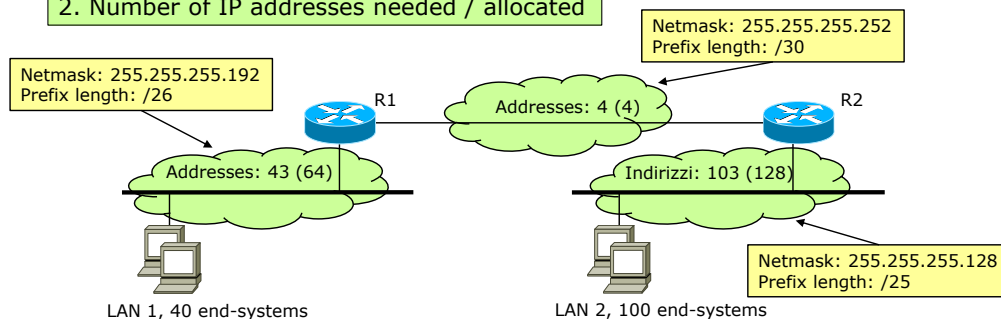 2. Number of IP addresses needed / allocated
Netmask: 255.255.255.252
Prefix length: /30
Netmask: 255.255.255.192
Prefix length: /26
R1
Addresses: 4 (4)
R2
Addresses: 43 (64)
Indirizzi: 103 (128)
Netmask: 255.255.255.128
Prefix length: /25
LAN 1, 40 end-systems
LAN 2, 100 end-systems